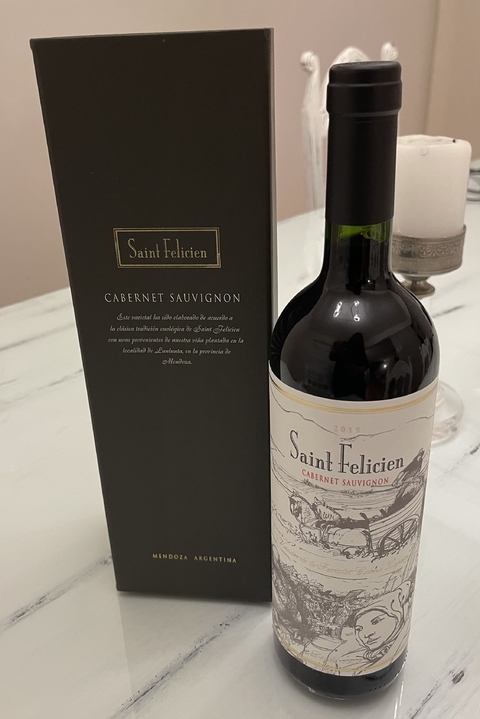 Saint Felicien
CABERNET SAUVIGNON
Este varietal ha sido elaborado de acuerdo a
la clásica tradición enológica de Saint Felicien
con uvas provenientes de nuestra viña plantada en la
localidad de Lunlunta, en la provincia de
Mendoza.
MENDOZA ARGENTINA
Saint Felicien
CABERNET SAUVIGNON